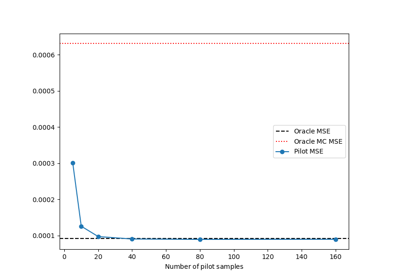 0.0006
0.0005
0.0004
0.0003
0.0002
0.0001
Oracle MSE
Oracle MC MSE
Pilot MSE
0 20 40 60 80 100 120 140 160
Number of pilot samples